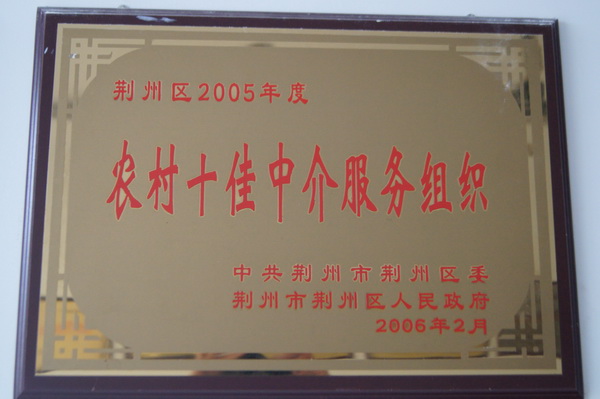 荆州区2005年度
农村十佳中介服务组织
中共荆州市荆州区委
荆州市荆州区人民政府
2006年2月